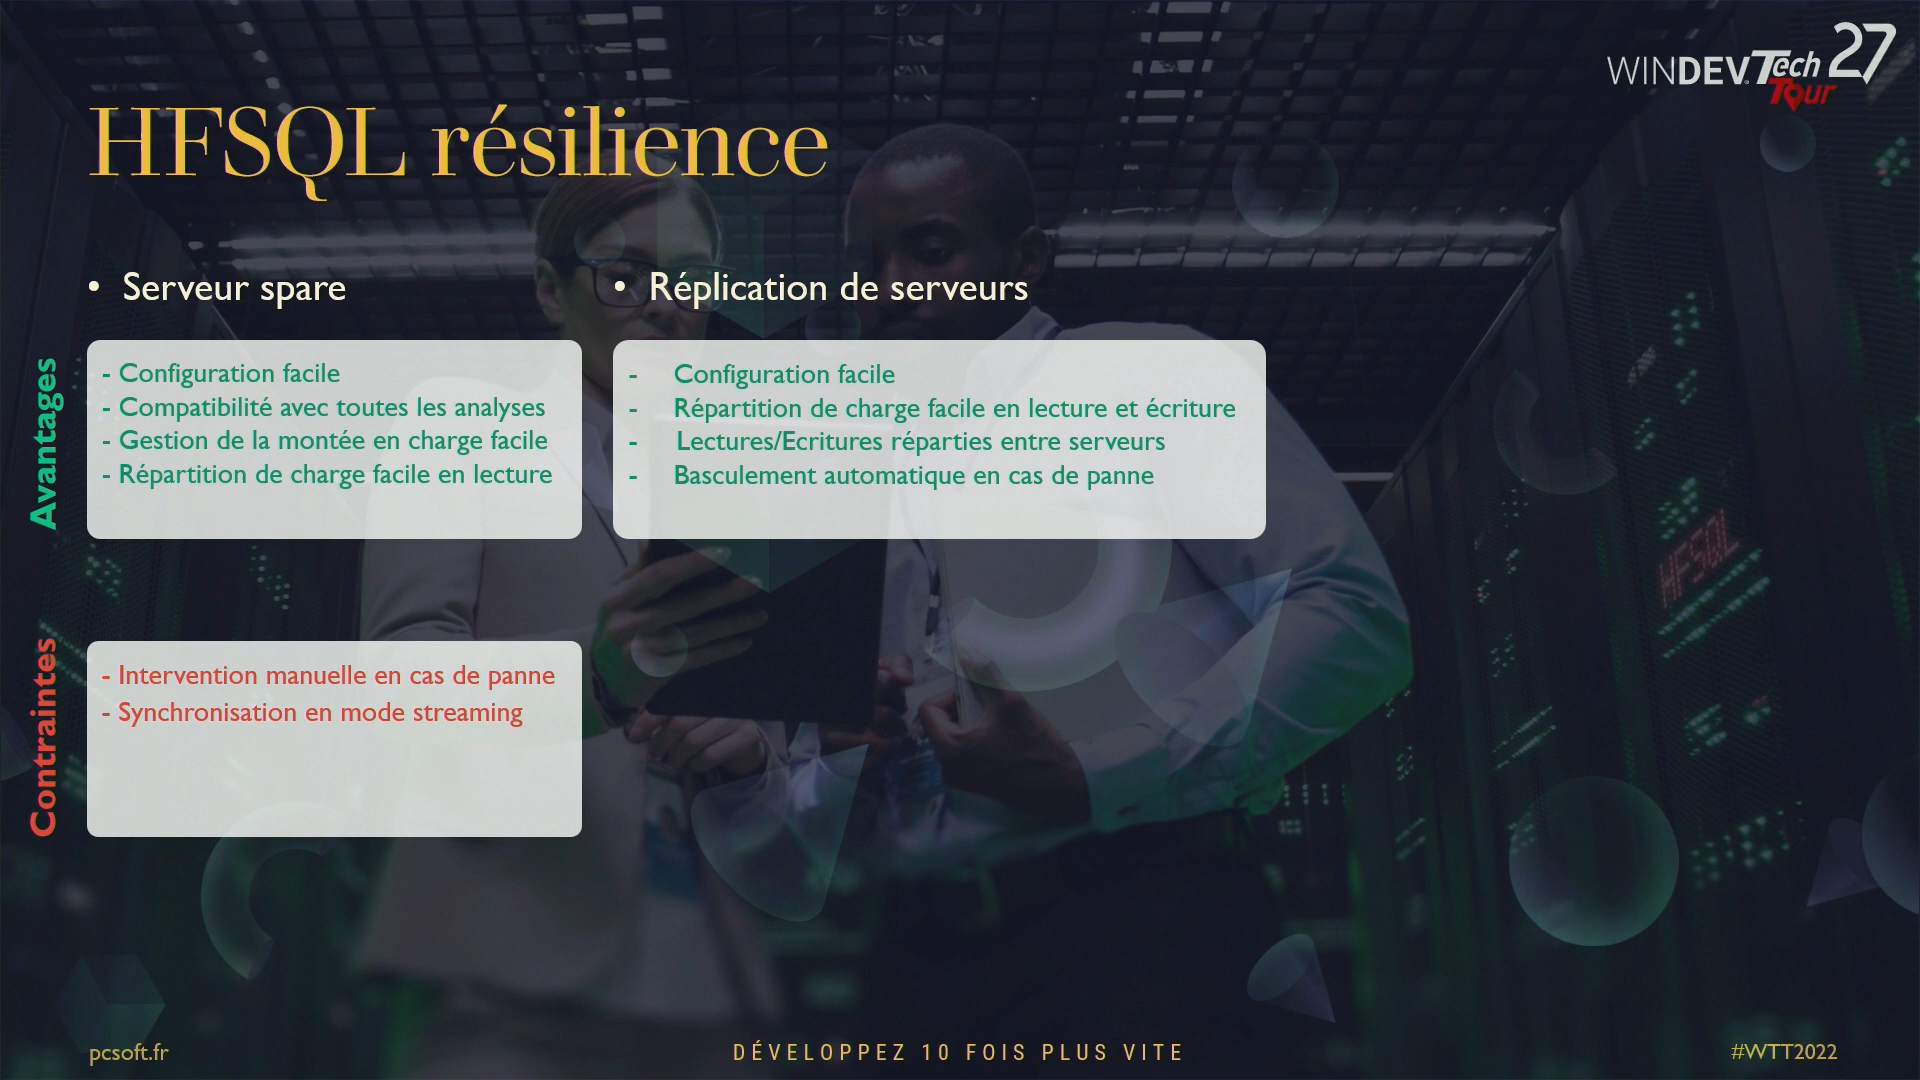 WINDEV Tech Tour 27
HFSQL résilience
• Serveur spare
• Réplication de serveurs
Avantages
- Configuration facile
- Compatibilité avec toutes les analyses
- Gestion de la montée en charge facile
- Répartition de charge facile en lecture
- Configuration facile
- Répartition de charge facile en lecture et écriture
- Lectures/Ecritures réparties entre serveurs
- Basculement automatique en cas de panne
HFSQL
Contraintes
- Intervention manuelle en cas de panne
- Synchronisation en mode streaming
pcsoft.fr
DÉVELOPPEZ 10 FOIS PLUS VITE
#WTT2022